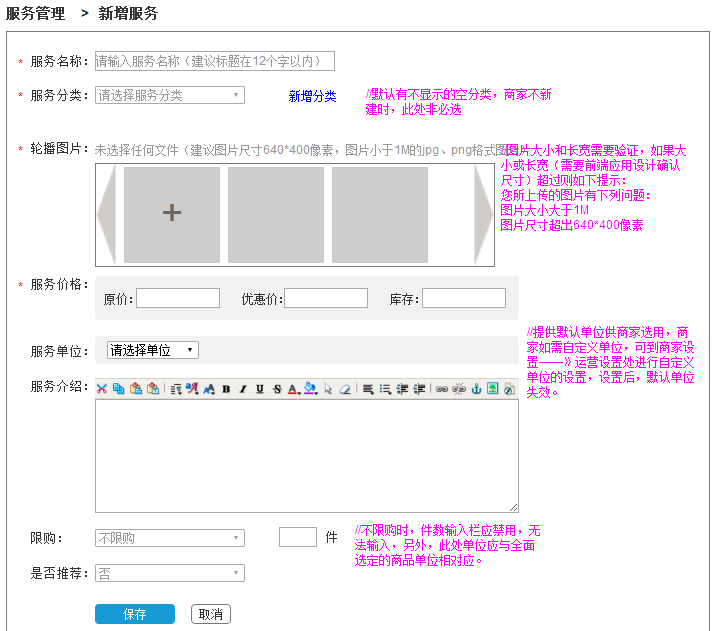 服务管理 > 新增服务
* 服务名称： 请输入服务名称（建议标题在12个字以内）
* 服务分类： 请选择服务分类 新增分类
//默认有不显示的空分类，商家不新
建时，此处非必选
* 轮播图片： 未选择任何文件（建议图片尺寸640*400像素，图片小于1M的jpg、png格式图
//图片大小和长宽需要验证，如果大
小或长宽（需要前端应用设计确认
尺寸）超过则如下提示：
您所上传的图片有下列问题：
图片大小大于1M
图片尺寸超出640*400像素
* 服务价格： 原价： 优惠价： 库存：
服务单位： 请选择单位
//提供默认单位供商家选用，商
家如需自定义单位，可到商家设
置——》运营设置处进行自定义
单位的设置，设置后，默认单位
失效。
服务介绍：
限购： 不限购 件
//不限购时，件数输入栏应禁用，无
法输入，另外，此处单位应与全面
选定的商品单位相对应。
是否推荐： 否
保存 取消